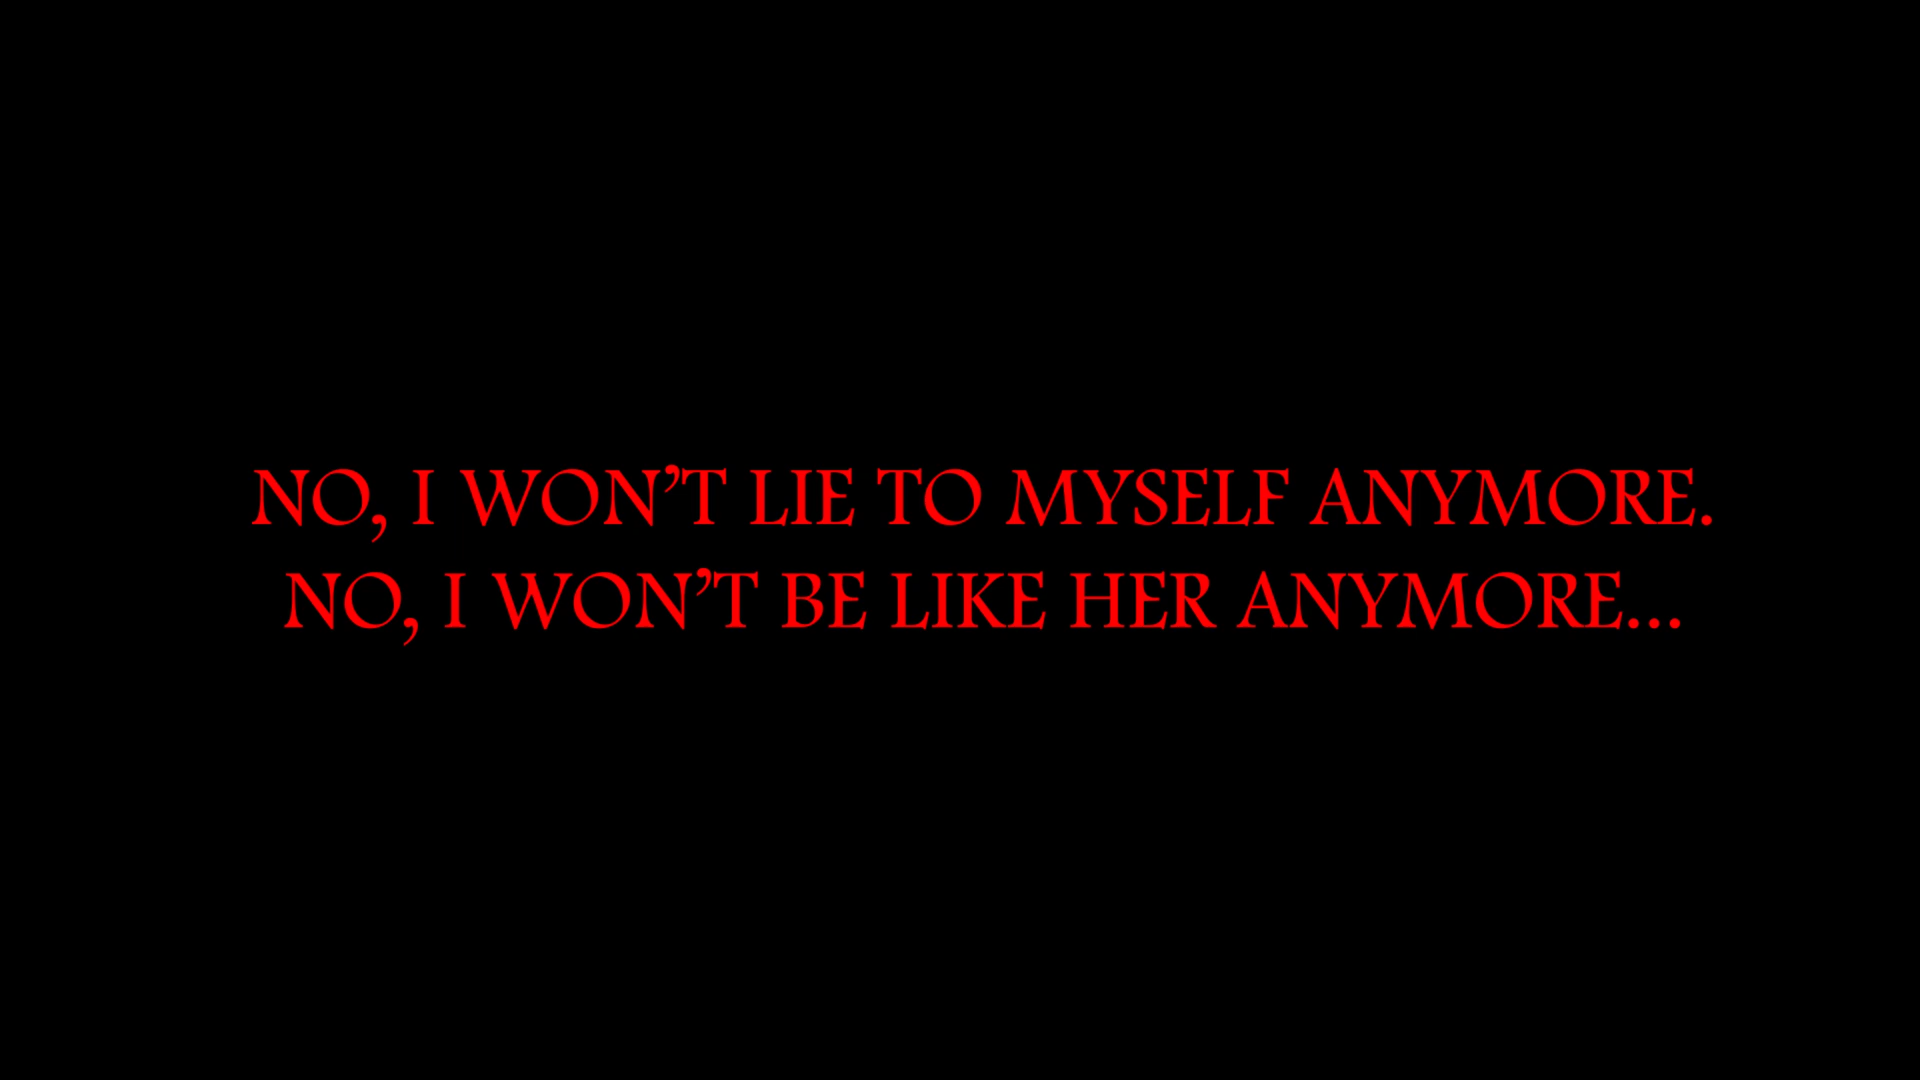 NO, I WON’T LIE TO MYSELF ANYMORE.
NO, I WON’T BE LIKE HER ANYMORE...